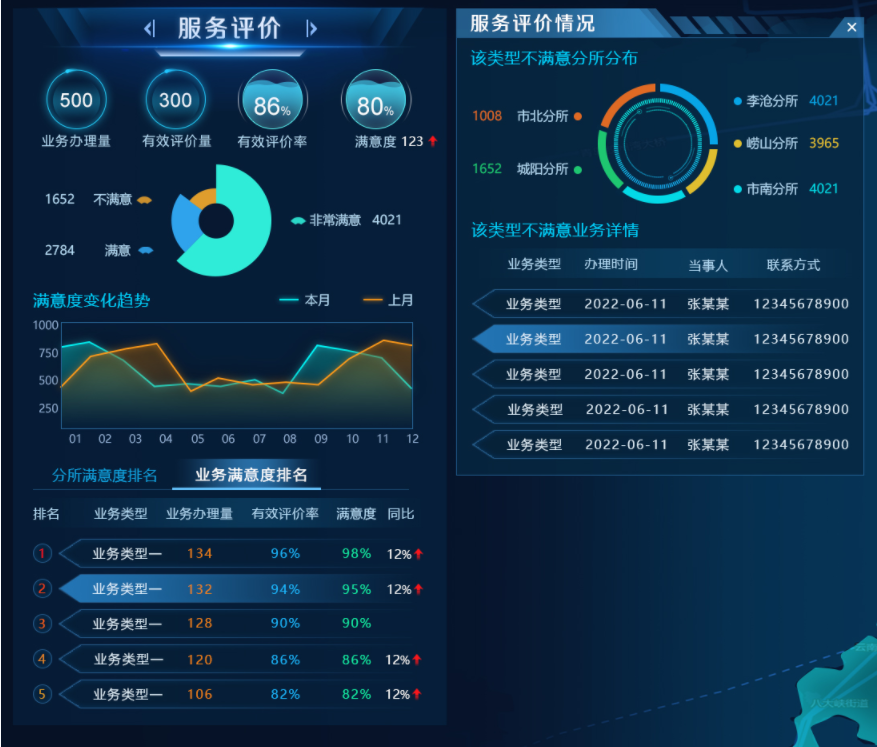 服务评价
500
300
86%
80%
业务办理量
有效评价量
有效评价率
满意度 123
1652 不满意
2784 满意
非常满意 4021
满意度变化趋势
本月
上月
1000
750
500
250
01 02 03 04 05 06 07 08 09 10 11 12
分所满意度排名
业务满意度排名
排名 业务类型 业务办理量 有效评价率 满意度 同比
1 业务类型一 134 96% 98% 12%
2 业务类型一 132 94% 95% 12%
3 业务类型一 128 90% 90%
4 业务类型一 120 86% 86% 12%
5 业务类型一 106 82% 82% 12%
服务评价情况
该类型不满意分所分布
1008 市北分所
1652 城阳分所
李沧分所 4021
崂山分所 3965
市南分所 4021
该类型不满意业务详情
业务类型 办理时间 当事人 联系方式
业务类型 2022-06-11 张某某 12345678900
业务类型 2022-06-11 张某某 12345678900
业务类型 2022-06-11 张某某 12345678900
业务类型 2022-06-11 张某某 12345678900
业务类型 2022-06-11 张某某 12345678900